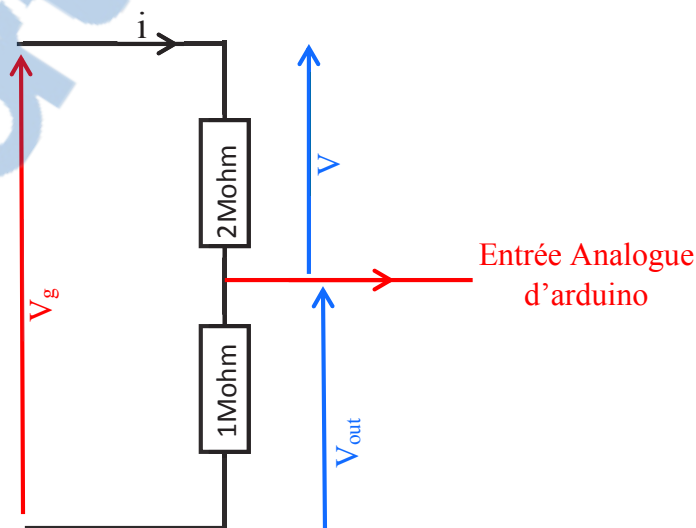 i
2Mohm
V
Entrée Analogue
d’arduino
Vg
1Mohm
Vout